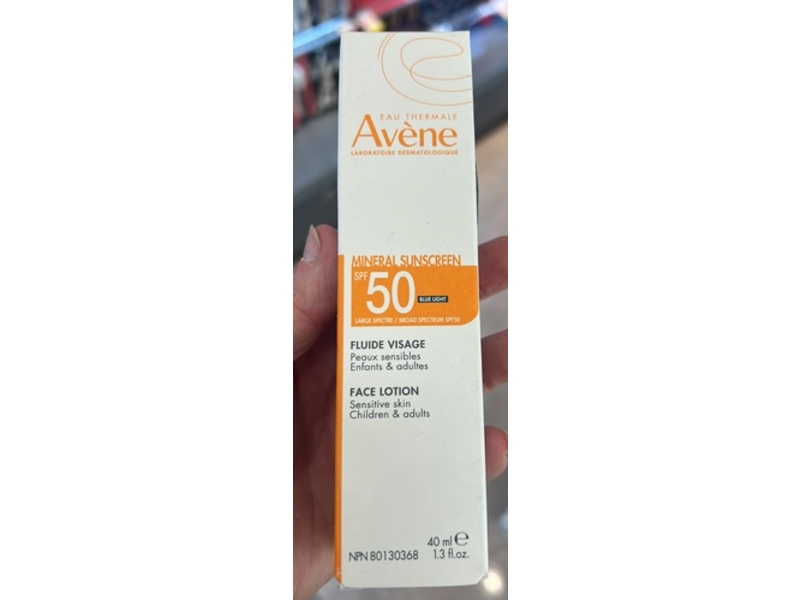 EAU THERMALE
Avène
LABORATOIRE DERMATOLOGIQUE
MINERAL SUNSCREEN
SPF 50 BLUE LIGHT
LARGE SPECTRE / BROAD SPECTRUM SPF50
FLUIDE VISAGE
Peaux sensibles
Enfants & adultes
FACE LOTION
Sensitive skin
Children & adults
40 ml e
NPN 80130368 1.3 fl.oz.